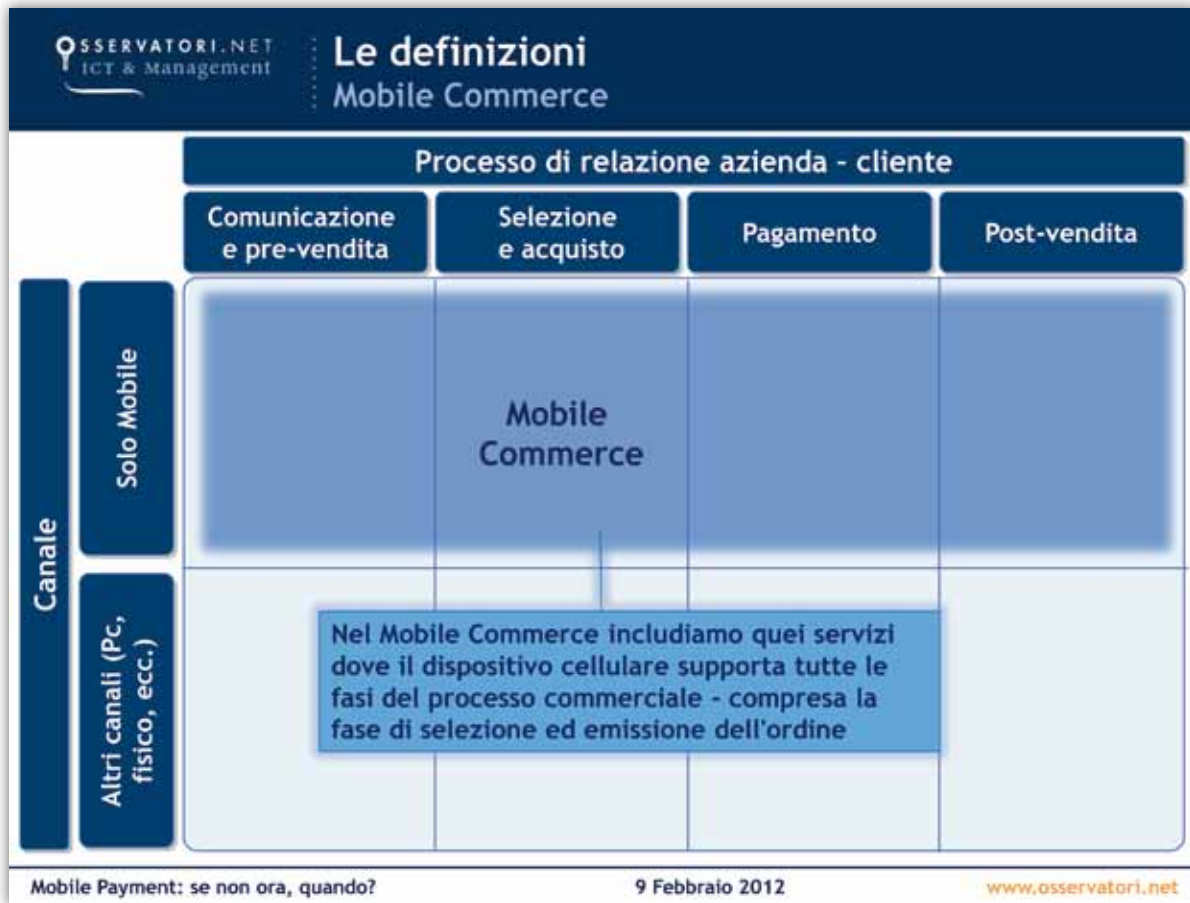 OSSERVATORI.NET
ICT & Management
Le definizioni
Mobile Commerce
Processo di relazione azienda - cliente
Comunicazione
e pre-vendita
Selezione
e acquisto
Pagamento
Post-vendita
Canale
Solo Mobile
Mobile
Commerce
Altri canali (Pc,
fisico, ecc.)
Nel Mobile Commerce includiamo quei servizi
dove il dispositivo cellulare supporta tutte le
fasi del processo commerciale - compresa la
fase di selezione ed emissione dell'ordine
Mobile Payment: se non ora, quando?
9 Febbraio 2012
www.osservatori.net